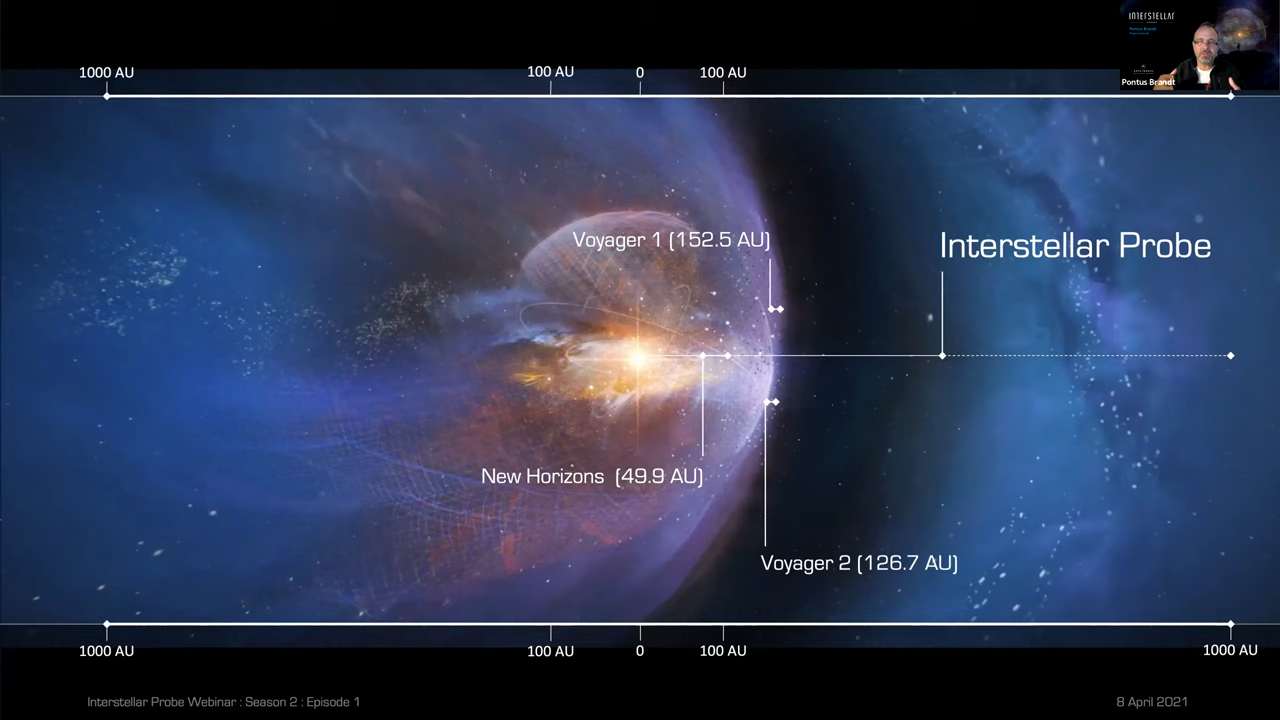 INTERSTELLAR
Pontus Brandt
Pontus Brandt
1000 AU
100 AU
0
100 AU
Voyager 1 (152.5 AU)
Interstellar Probe
New Horizons (49.9 AU)
Voyager 2 (126.7 AU)
1000 AU
100 AU
0
100 AU
1000 AU
Interstellar Probe Webinar : Season 2 : Episode 1
8 April 2021